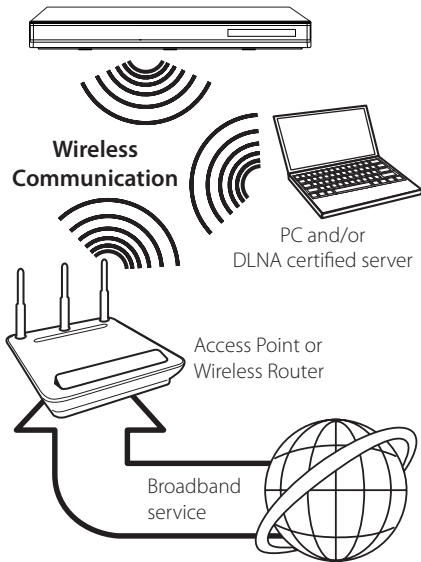 Wireless
Communication
PC and/or
DLNA certified server
Access Point or
Wireless Router
Broadband
service